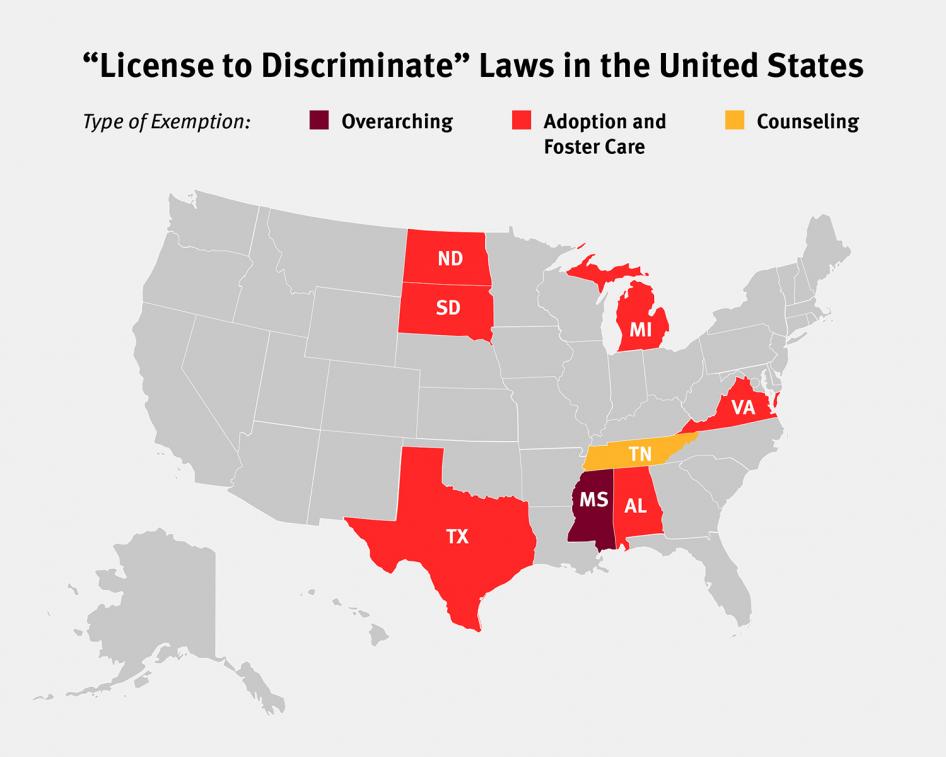 “License to Discriminate” Laws in the United States
Type of Exemption:
Overarching
Adoption and
Foster Care
Counseling
ND
SD
MI
VA
TN
MS
AL
TX